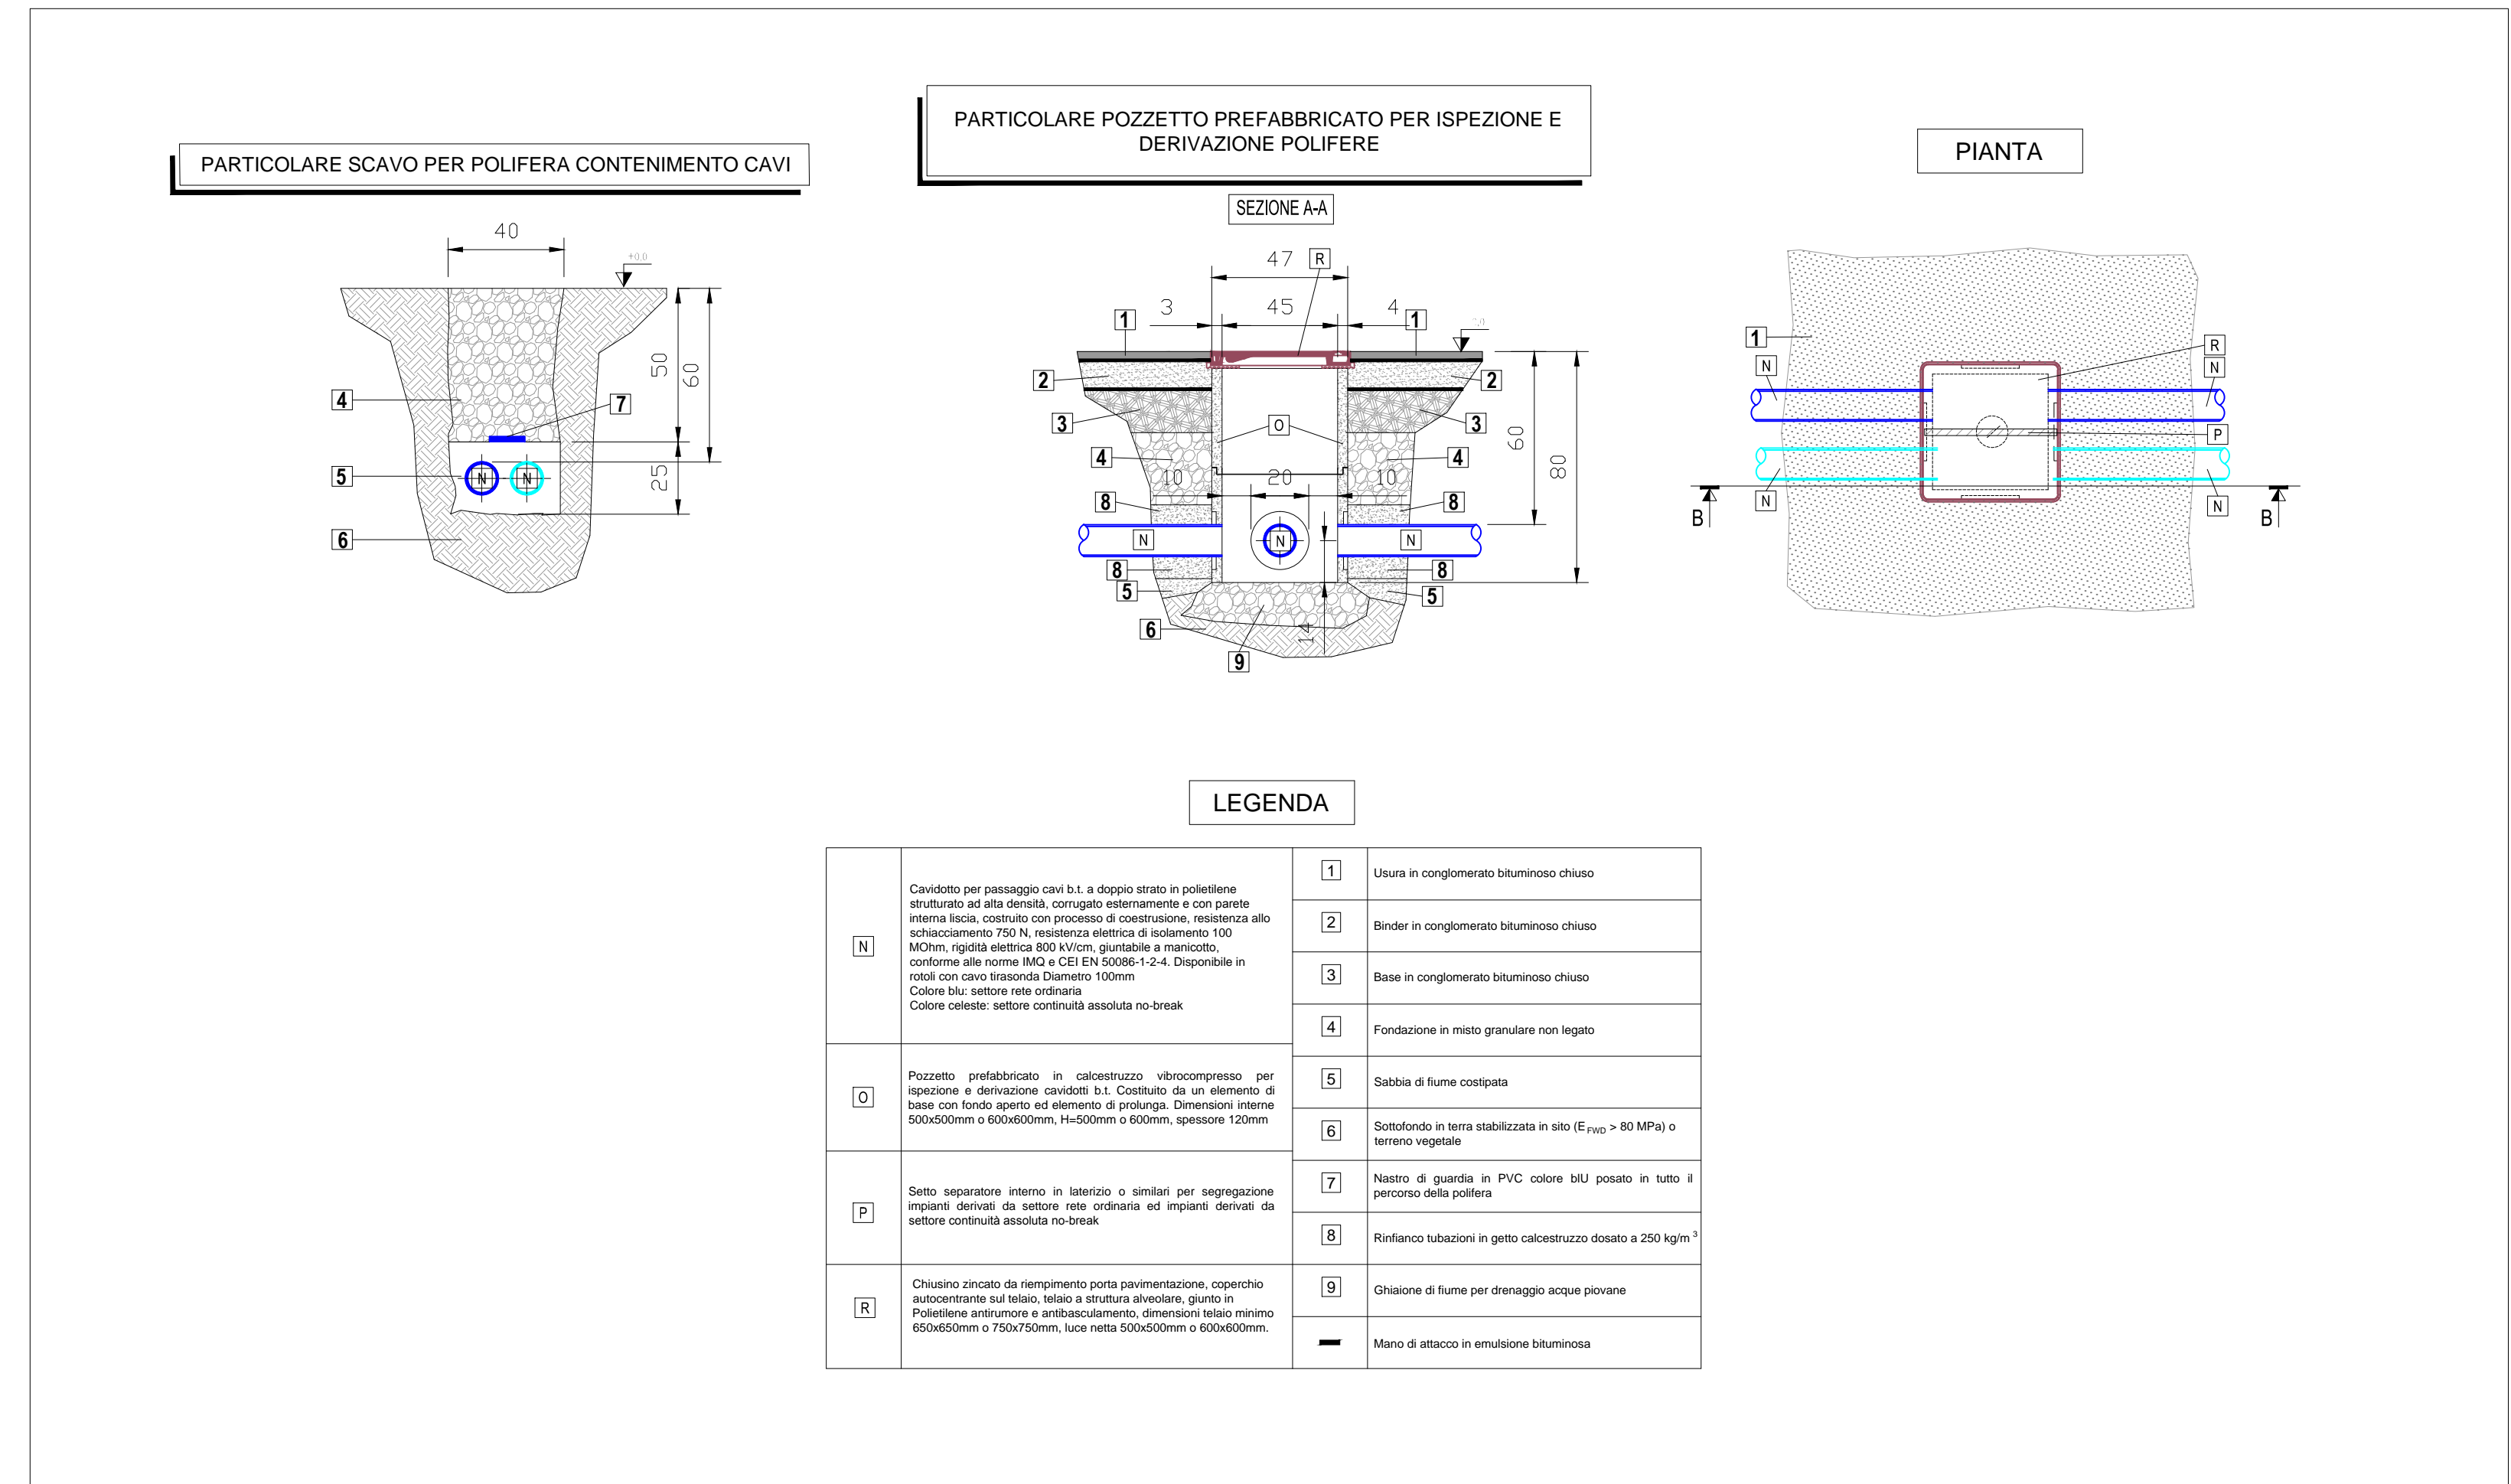 PARTICOLARE SCAVO PER POLIFERA CONTENIMENTO CAVI
40
+0,0
50
60
25
4
7
5
N
N
6
PARTICOLARE POZZETTO PREFABBRICATO PER ISPEZIONE E
DERIVAZIONE POLIFERE
SEZIONE A-A
47
R
3
45
4
1
1
2
2
3
3
O
4
4
10
20
10
8
8
N
N
N
8
8
5
5
6
14
9
60
80
PIANTA
1
N
R
N
P
N
N
B
B
LEGENDA
N
Cavidotto per passaggio cavi b.t. a doppio strato in polietilene
strutturato ad alta densità, corrugato esternamente e con parete
interna liscia, costruito con processo di coestrusione, resistenza allo
schiacciamento 750 N, resistenza elettrica di isolamento 100
MOhm, rigidità elettrica 800 kV/cm, giuntabile a manicotto,
conforme alle norme IMQ e CEI EN 50086-1-2-4. Disponibile in
rotoli con cavo tirasonda Diametro 100mm
Colore blu: settore rete ordinaria
Colore celeste: settore continuità assoluta no-break
O
Pozzetto prefabbricato in calcestruzzo vibrocompresso per
ispezione e derivazione cavidotti b.t. Costituito da un elemento di
base con fondo aperto ed elemento di prolunga. Dimensioni interne
500x500mm o 600x600mm, H=500mm o 600mm, spessore 120mm
P
Setto separatore interno in laterizio o similari per segregazione
impianti derivati da settore rete ordinaria ed impianti derivati da
settore continuità assoluta no-break
R
Chiusino zincato da riempimento porta pavimentazione, coperchio
autocentrante sul telaio, telaio a struttura alveolare, giunto in
Polietilene antirumore e antibasculamento, dimensioni telaio minimo
650x650mm o 750x750mm, luce netta 500x500mm o 600x600mm.
1
Usura in conglomerato bituminoso chiuso
2
Binder in conglomerato bituminoso chiuso
3
Base in conglomerato bituminoso chiuso
4
Fondazione in misto granulare non legato
5
Sabbia di fiume costipata
6
Sottofondo in terra stabilizzata in sito (E FWD > 80 MPa) o
terreno vegetale
7
Nastro di guardia in PVC colore blU posato in tutto il
percorso della polifera
8
Rinfianco tubazioni in getto calcestruzzo dosato a 250 kg/m ³
9
Ghiaione di fiume per drenaggio acque piovane
Mano di attacco in emulsione bituminosa